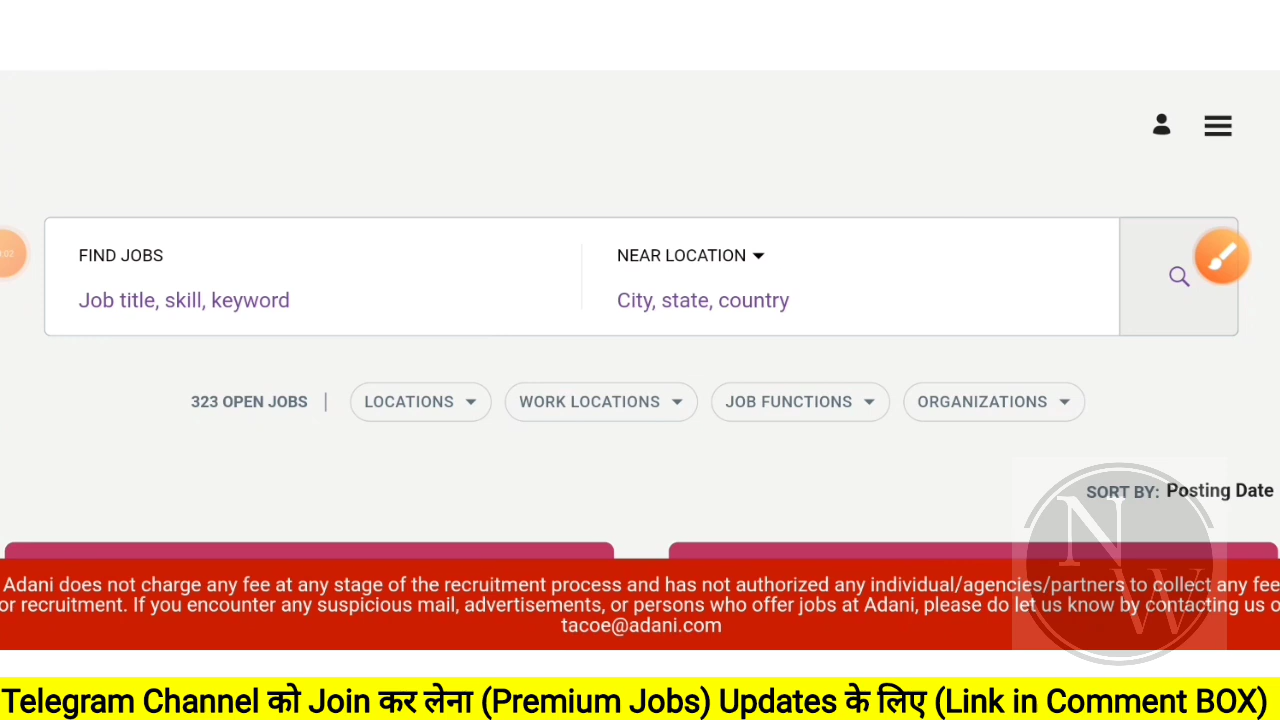 FIND JOBS
NEAR LOCATION
Job title, skill, keyword
City, state, country
323 OPEN JOBS | LOCATIONS WORK LOCATIONS JOB FUNCTIONS ORGANIZATIONS
SORT BY: Posting Date
NW
Adani does not charge any fee at any stage of the recruitment process and has not authorized any individual/agencies/partners to collect any fee
or recruitment. If you encounter any suspicious mail, advertisements, or persons who offer jobs at Adani, please do let us know by contacting us o
tacoe@adani.com
Telegram Channel को Join कर लेना (Premium Jobs) Updates के लिए (Link in Comment BOX)